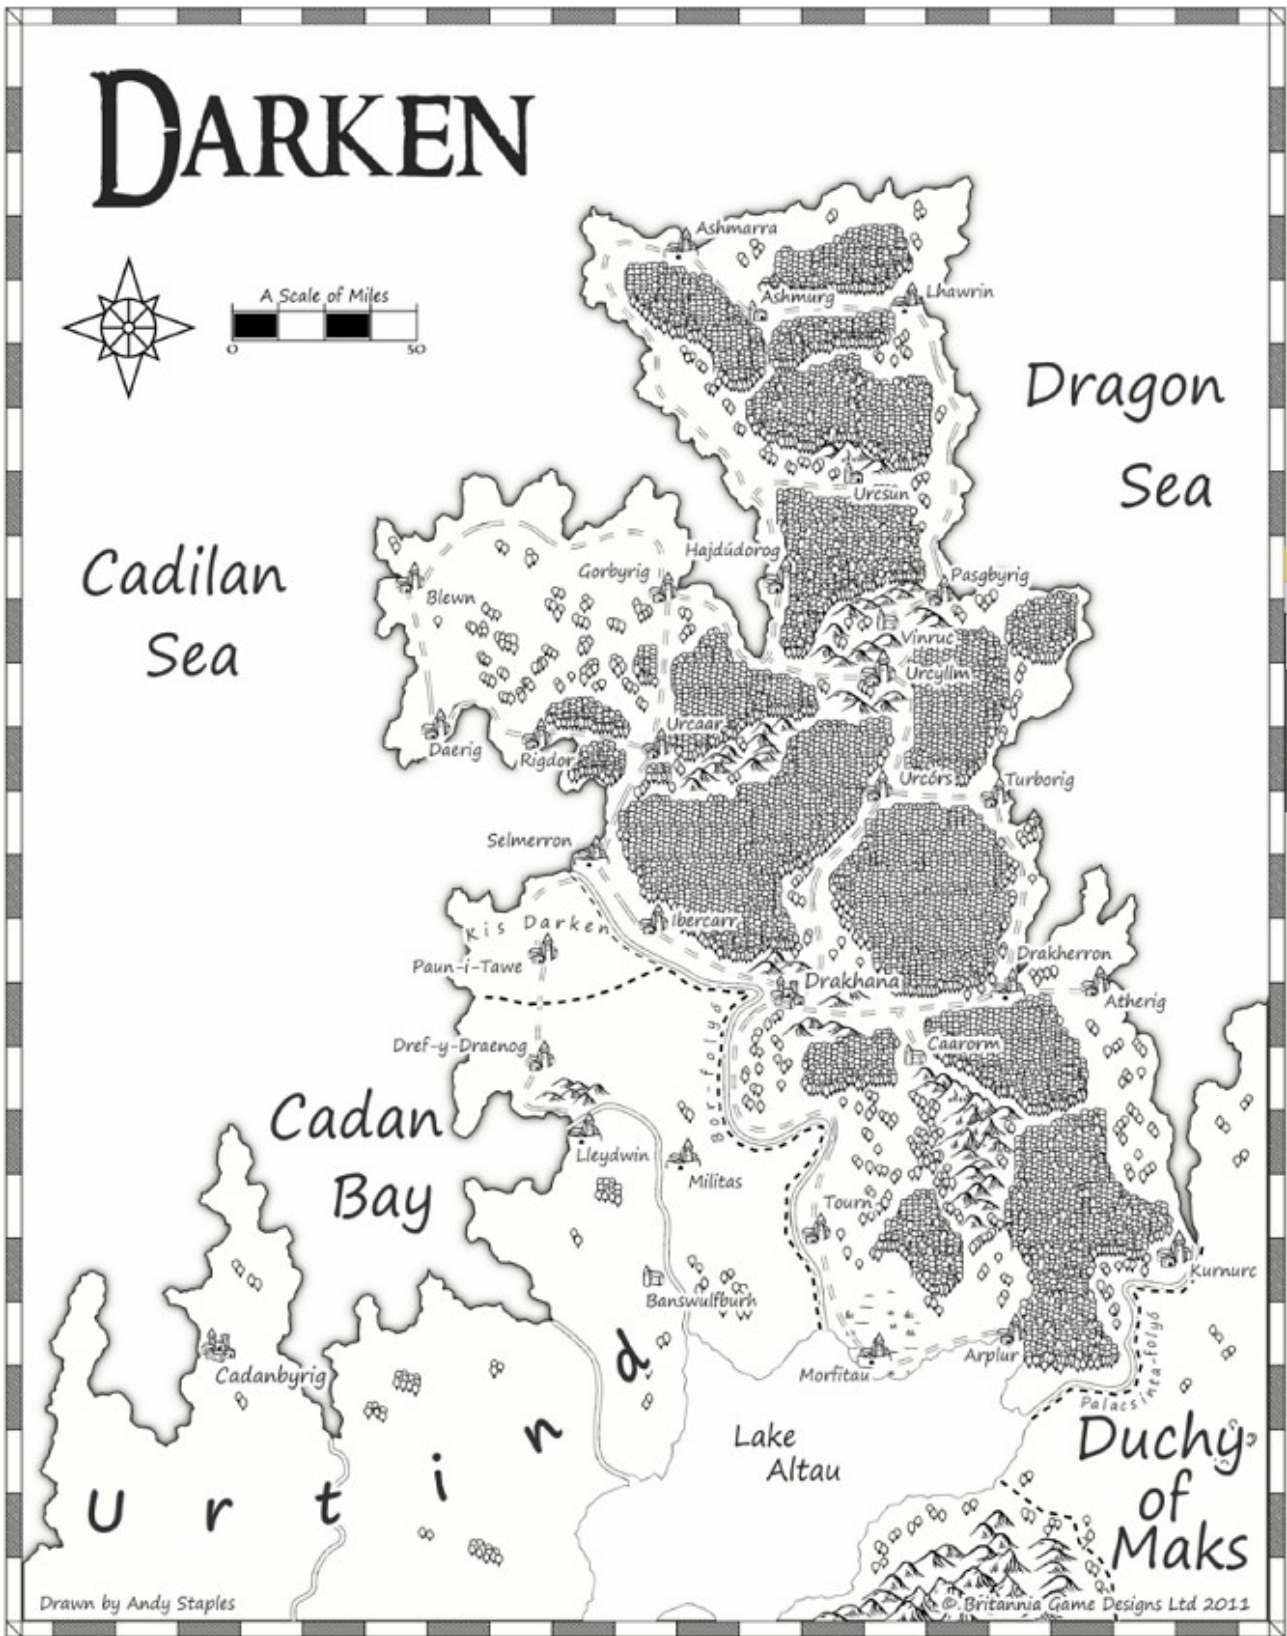 DARKEN
A Scale of Miles
0 50
Ashmarra
Ashmurg
Lhawrin
Dragon
Sea
Urcsun
Cadilan
Sea
Hajdúdorog
Gorbyrig
Pasgbyrig
Blewn
Vinruc
Urcyllm
Urcaar
Daerig
Rigdor
Urcórs
Turborig
Selmerron
Kis Darken
Ibercarr
Paun-i-Tawe
Drakherron
Drakhana
Atherig
Bor-folyó
Dref-y-Draenog
Caarorm
Cadan
Bay
Lleydwin
Militas
Tourn
Kurnurc
Banswulfburh
Cadanbyrig
Morfitau
Arplur
Palacsinta-folyó
Lake
Altau
Duchy
of
Maks
Urtind
Drawn by Andy Staples
© Britannia Game Designs Ltd 2011